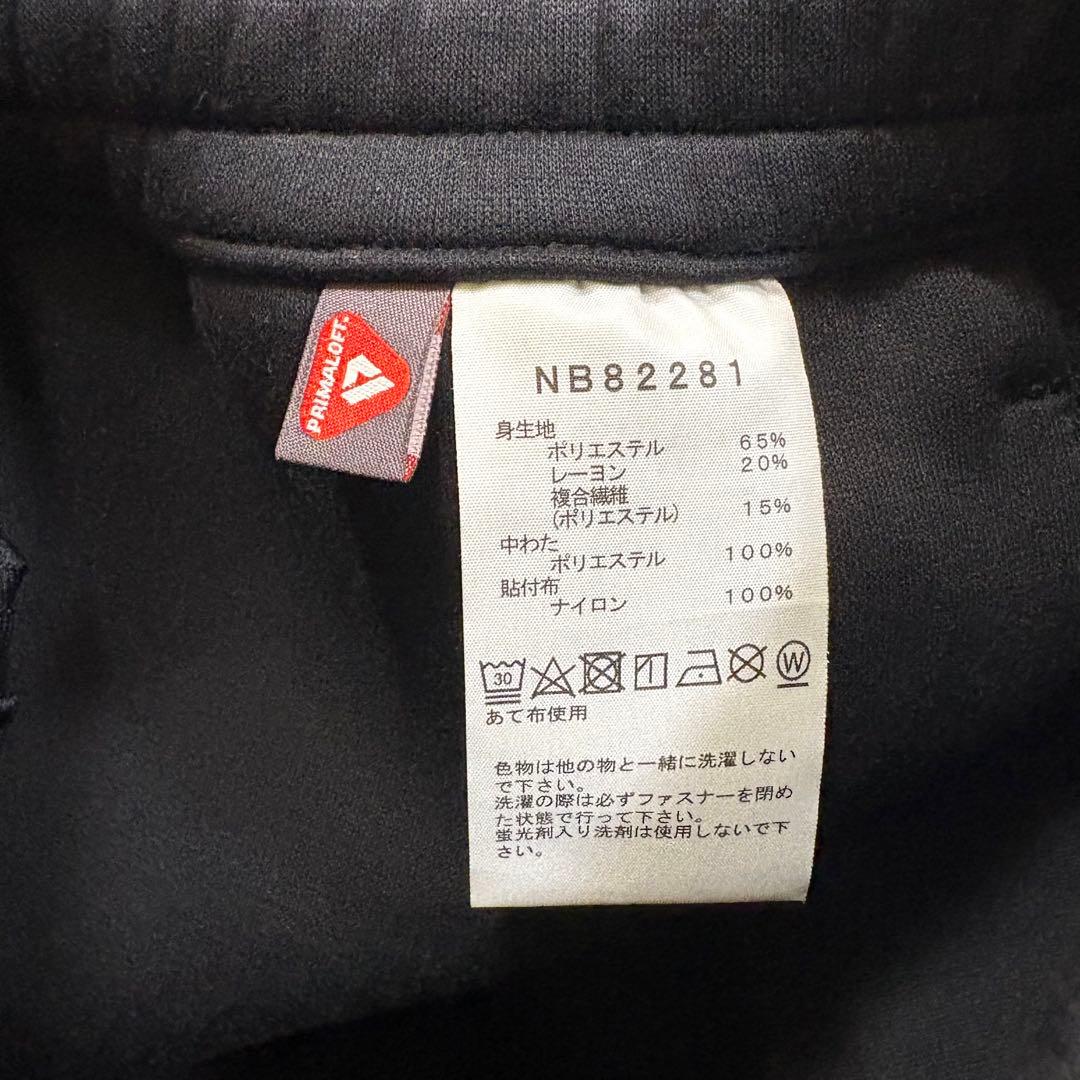 PRIMALOFT
NB82281
身生地
ポリエステル 65%
レーヨン 20%
複合繊維
(ポリエステル) 15%
中わた
ポリエステル 100%
貼付布
ナイロン 100%
30 W
あて布使用
色物は他の物と一緒に洗濯しない
で下さい。
洗濯の際は必ずファスナーを閉め
た状態で行って下さい。
蛍光剤入り洗剤は使用しないで下
さい。